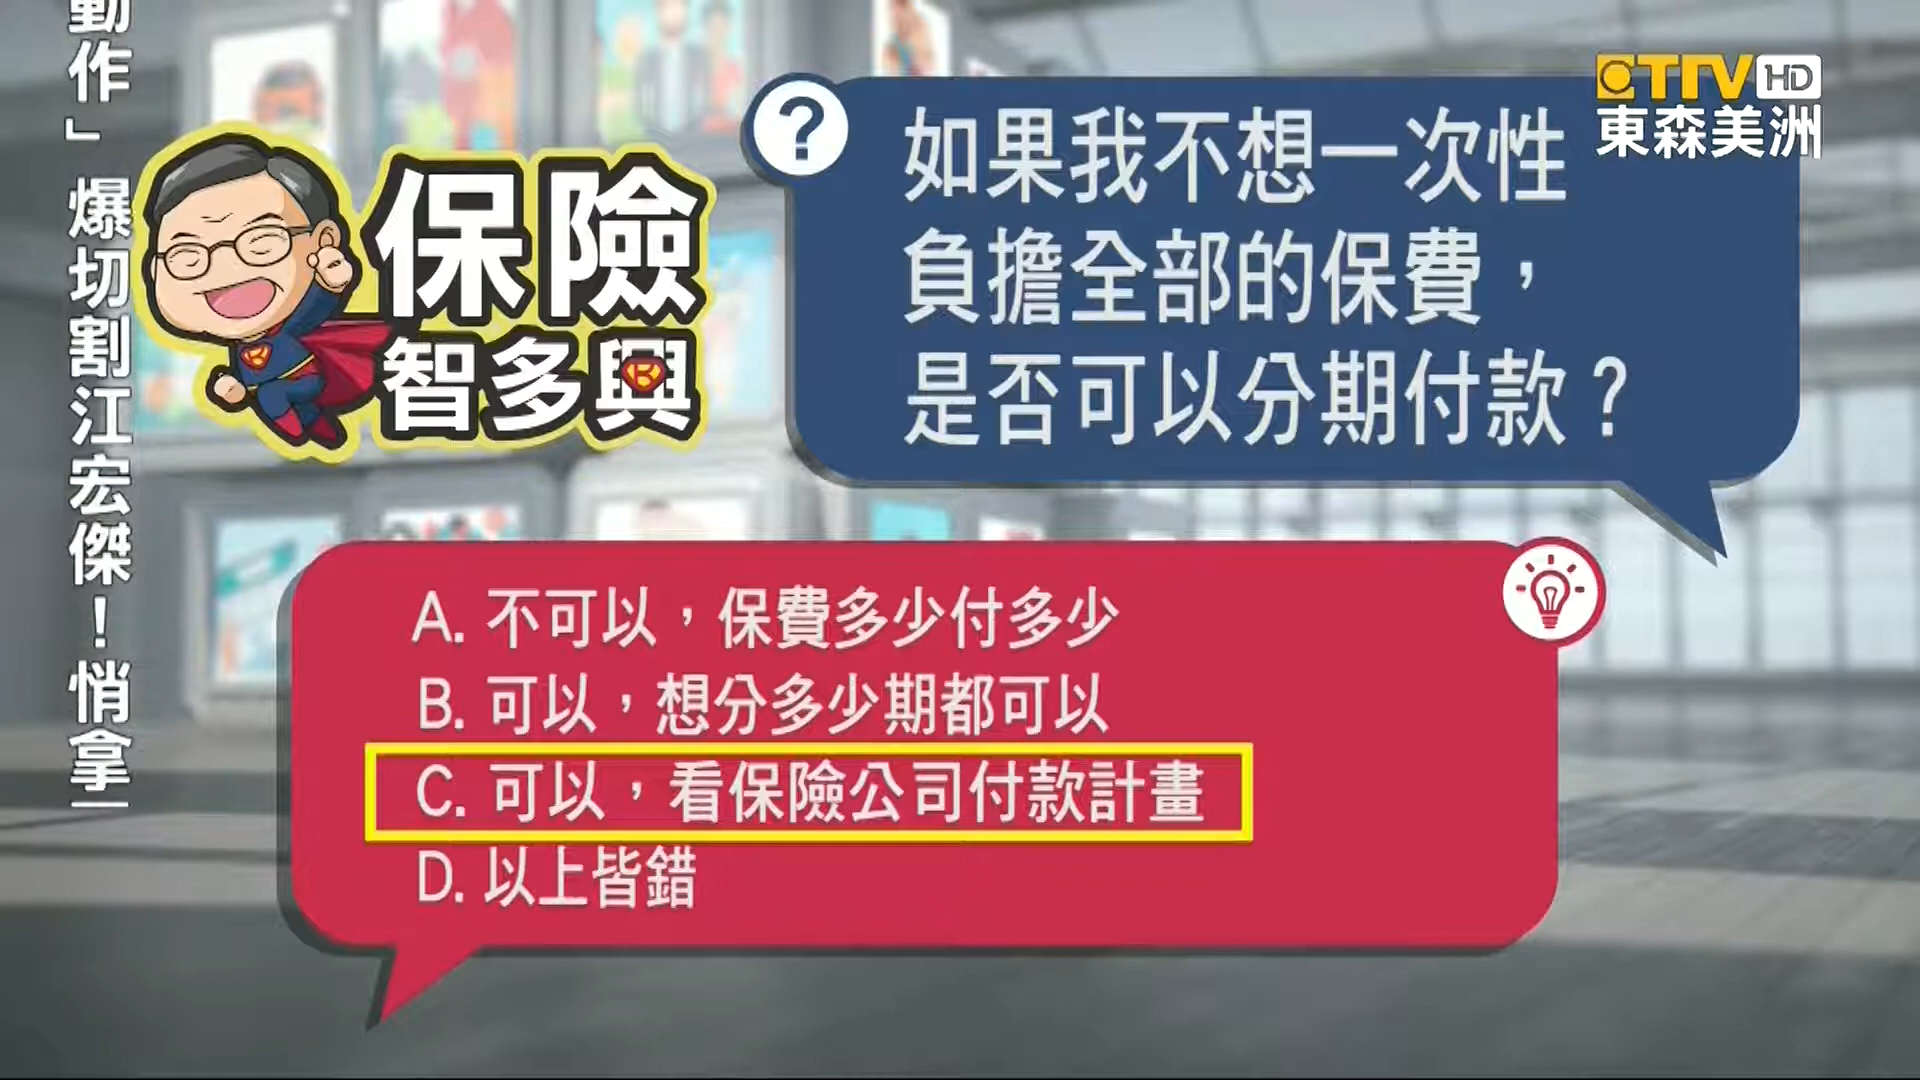 動作」爆切割江宏傑！悄拿
保險
智多興
?
如果我不想一次性
負擔全部的保費，
是否可以分期付款？
ETTV HD
東森美洲
A. 不可以，保費多少付多少
B. 可以，想分多少期都可以
C. 可以，看保險公司付款計畫
D. 以上皆錯